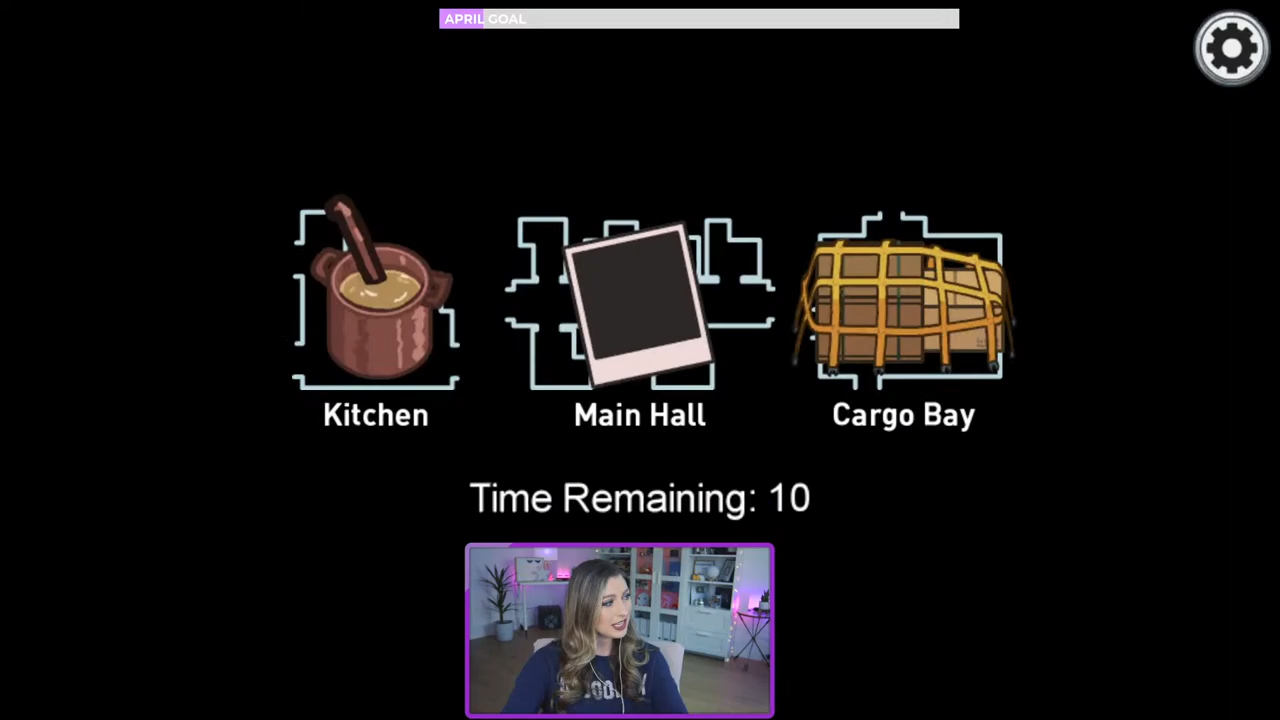 APRIL GOAL
Kitchen
Main Hall
Cargo Bay
Time Remaining: 10